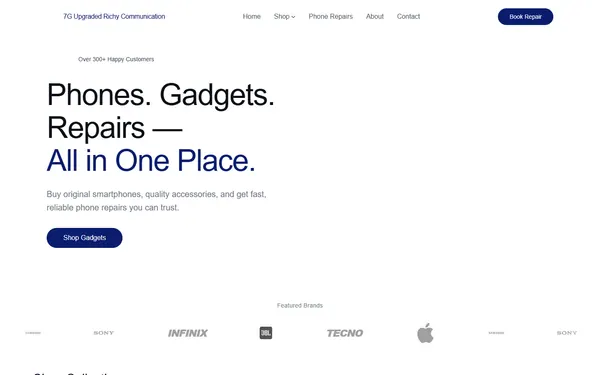 7G Upgraded Richy Communication
Home
Shop
Phone Repairs
About
Contact
Book Repair
Over 300+ Happy Customers
Phones. Gadgets.
Repairs —
All in One Place.
Buy original smartphones, quality accessories, and get fast,
reliable phone repairs you can trust.
Shop Gadgets
Featured Brands
SONY
INFINIX
JBL
TECNO
SONY